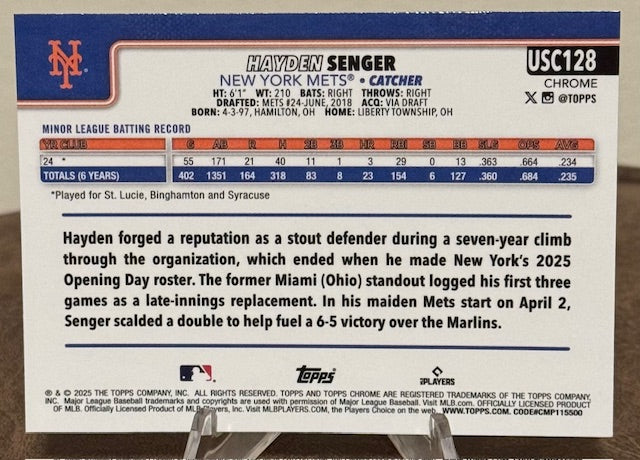 NY
HAYDEN SENGER
USC128
NEW YORK METS® • CATCHER
CHROME
HT: 6'1" WT: 210 BATS: RIGHT THROWS: RIGHT
@TOPPS
DRAFTED: METS #24-JUNE, 2018 ACQ: VIA DRAFT
BORN: 4-3-97, HAMILTON, OH HOME: LIBERTY TOWNSHIP, OH
MINOR LEAGUE BATTING RECORD
YR CLUB G AB R H 2B 3B HR RBI SB BB SLG OPS AVG
24 * 55 171 21 40 11 1 3 29 0 13 .363 .664 .234
TOTALS (6 YEARS) 402 1351 164 318 83 8 23 154 6 127 .360 .684 .235
*Played for St. Lucie, Binghamton and Syracuse
Hayden forged a reputation as a stout defender during a seven-year climb
through the organization, which ended when he made New York's 2025
Opening Day roster. The former Miami (Ohio) standout logged his first three
games as a late-innings replacement. In his maiden Mets start on April 2,
Senger scalded a double to help fuel a 6-5 victory over the Marlins.
Topps
PLAYERS
® & © 2025 THE TOPPS COMPANY, INC. ALL RIGHTS RESERVED. TOPPS AND TOPPS CHROME ARE REGISTERED TRADEMARKS OF THE TOPPS COMPANY,
INC. Major League Baseball trademarks and copyrights are used with permission of Major League Baseball. Visit MLB.com. OFFICIALLY LICENSED PRODUCT
OF MLB Players, Inc. Visit MLBPLAYERS.COM, the Players Choice on the web. WWW.TOPPS.COM. CODE#CMP115500